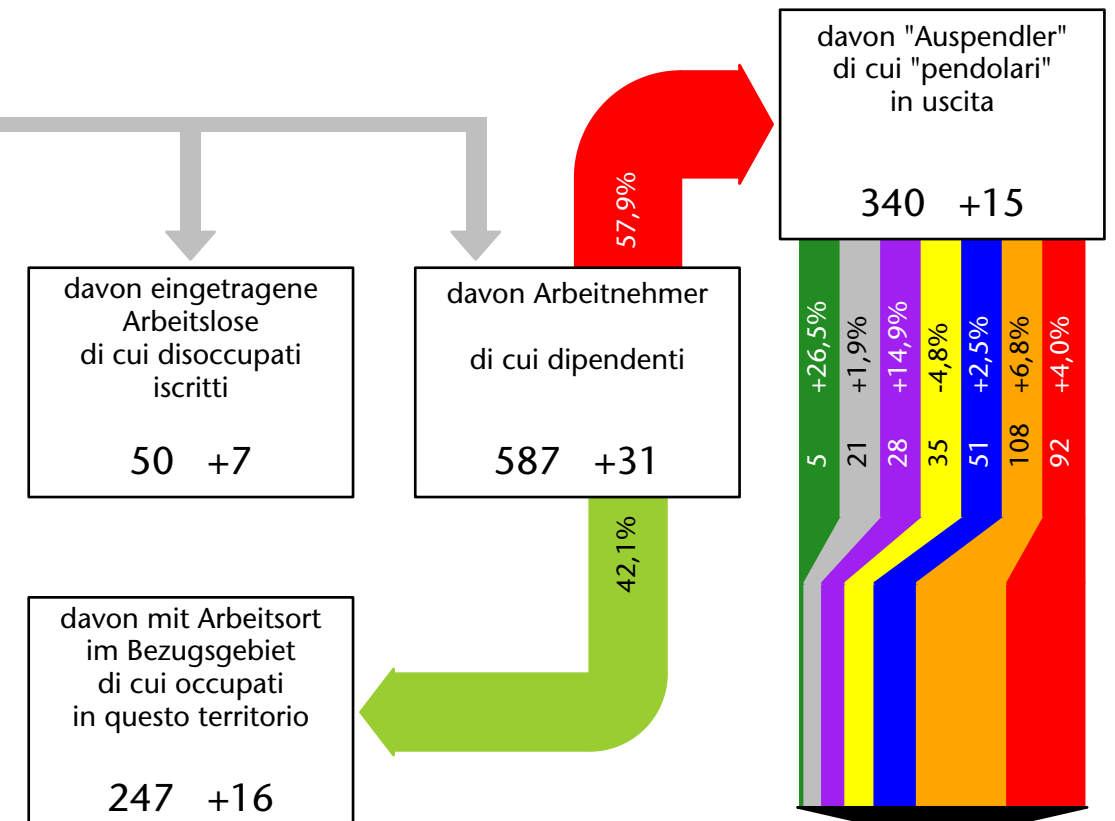 davon "Auspendler"
di cui "pendolari"
in uscita
340 +15
57,9%
davon eingetragene
Arbeitslose
di cui disoccupati
iscritti
50 +7
davon Arbeitnehmer
di cui dipendenti
587 +31
5 +26,5%
21 +1,9%
28 +14,9%
35 -4,8%
51 +2,5%
108 +6,8%
92 +4,0%
42,1%
davon mit Arbeitsort
im Bezugsgebiet
di cui occupati
in questo territorio
247 +16